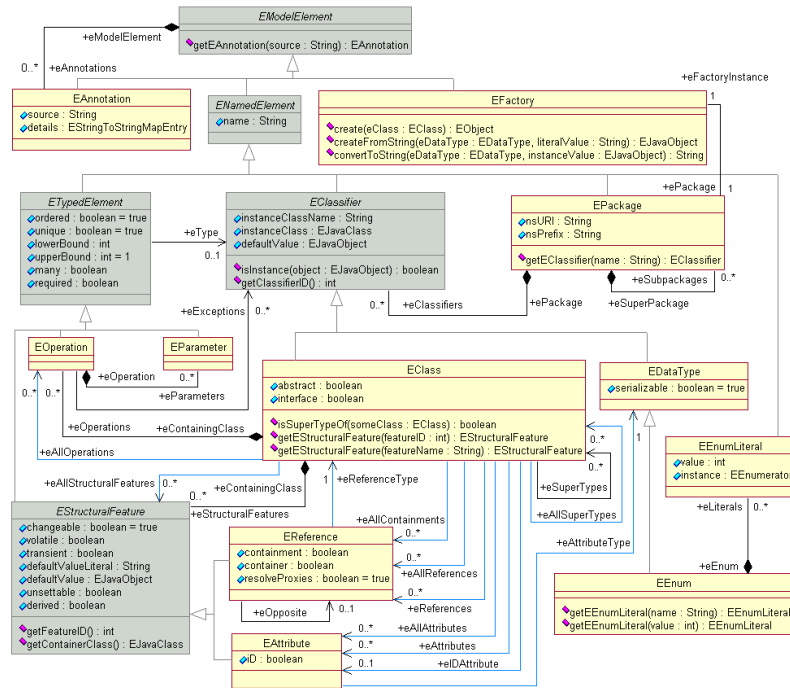 EModelElement
getEAnnotation(source : String) : EAnnotation
+eModelElement
0..*
+eAnnotations
EAnnotation
source : String
details : EStringToStringMapEntry
ENamedElement
name : String
EFactory
create(eClass : EClass) : EObject
createFromString(eDataType : EDataType, literalValue : String) : EJavaObject
convertToString(eDataType : EDataType, instanceValue : EJavaObject) : String
+eFactoryInstance
1
+ePackage
1
ETypedElement
ordered : boolean = true
unique : boolean = true
lowerBound : int
upperBound : int = 1
many : boolean
required : boolean
+eType
0..1
EClassifier
instanceClassName : String
instanceClass : EJavaClass
defaultValue : EJavaObject
isInstance(object : EJavaObject) : boolean
getClassifierID() : int
EPackage
nsURI : String
nsPrefix : String
getEClassifier(name : String) : EClassifier
+eSubpackages
0..*
+eSuperPackage
+ePackage
0..*
+eClassifiers
+eExceptions
0..*
EOperation
EParameter
+eOperation
0..*
+eParameters
0..*
0..*
+eOperations
+eContainingClass
+eAllOperations
EClass
abstract : boolean
interface : boolean
isSuperTypeOf(someClass : EClass) : boolean
getEStructuralFeature(featureID : int) : EStructuralFeature
getEStructuralFeature(featureName : String) : EStructuralFeature
EDataType
serializable : boolean = true
1
0..*
0..*
+eSuperTypes
+eAllSuperTypes
+eAttributeType
EEnumLiteral
value : int
instance : EEnumerator
+eLiterals
0..*
+eEnum
EEnum
getEEnumLiteral(name : String) : EEnumLiteral
getEEnumLiteral(value : int) : EEnumLiteral
+eAllStructuralFeatures
0..*
+eContainingClass
0..*
+eStructuralFeatures
1
+eReferenceType
EStructuralFeature
changeable : boolean = true
volatile : boolean
transient : boolean
defaultValueLiteral : String
defaultValue : EJavaObject
unsettable : boolean
derived : boolean
getFeatureID() : int
getContainerClass() : EJavaClass
EReference
containment : boolean
container : boolean
resolveProxies : boolean = true
+eOpposite
0..1
+eAllContainments
0..*
0..*
+eAllReferences
0..*
+eReferences
0..*
+eAllAttributes
0..*
+eAttributes
0..1
+eIDAttribute
EAttribute
iD : boolean